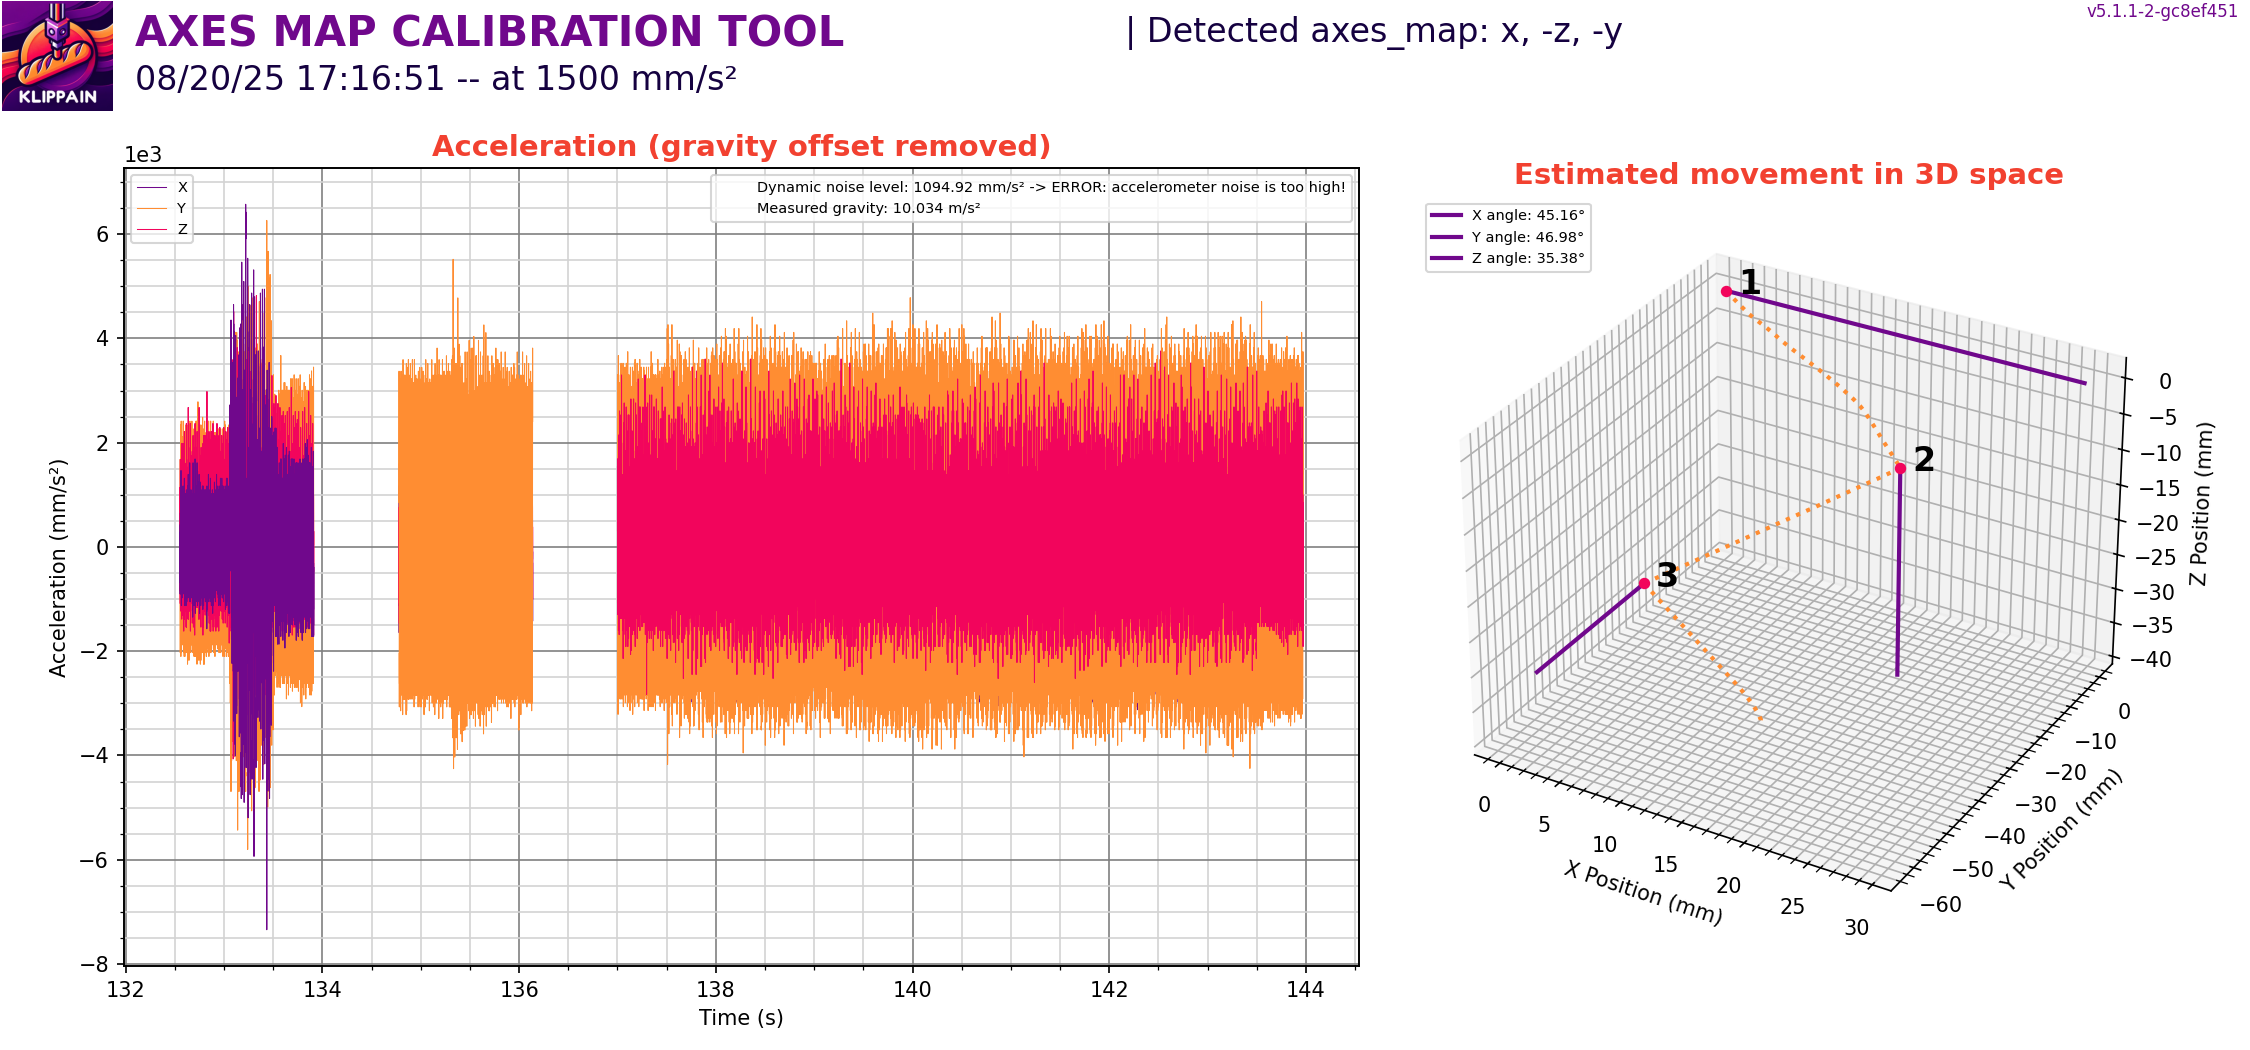 KLIPPAIN
AXES MAP CALIBRATION TOOL
| Detected axes_map: x, -z, -y
v5.1.1-2-gc8ef451
08/20/25 17:16:51 -- at 1500 mm/s²
Acceleration (gravity offset removed)
1e3
X
Y
Z
Dynamic noise level: 1094.92 mm/s² -> ERROR: accelerometer noise is too high!
Measured gravity: 10.034 m/s²
6
4
2
0
−2
−4
−6
−8
Acceleration (mm/s²)
132
134
136
138
140
142
144
Time (s)
Estimated movement in 3D space
X angle: 45.16°
Y angle: 46.98°
Z angle: 35.38°
1
2
3
0
−5
−10
−15
−20
−25
−30
−35
−40
Z Position (mm)
0
−10
−20
−30
−40
−50
−60
Y Position (mm)
0
5
10
15
20
25
30
X Position (mm)